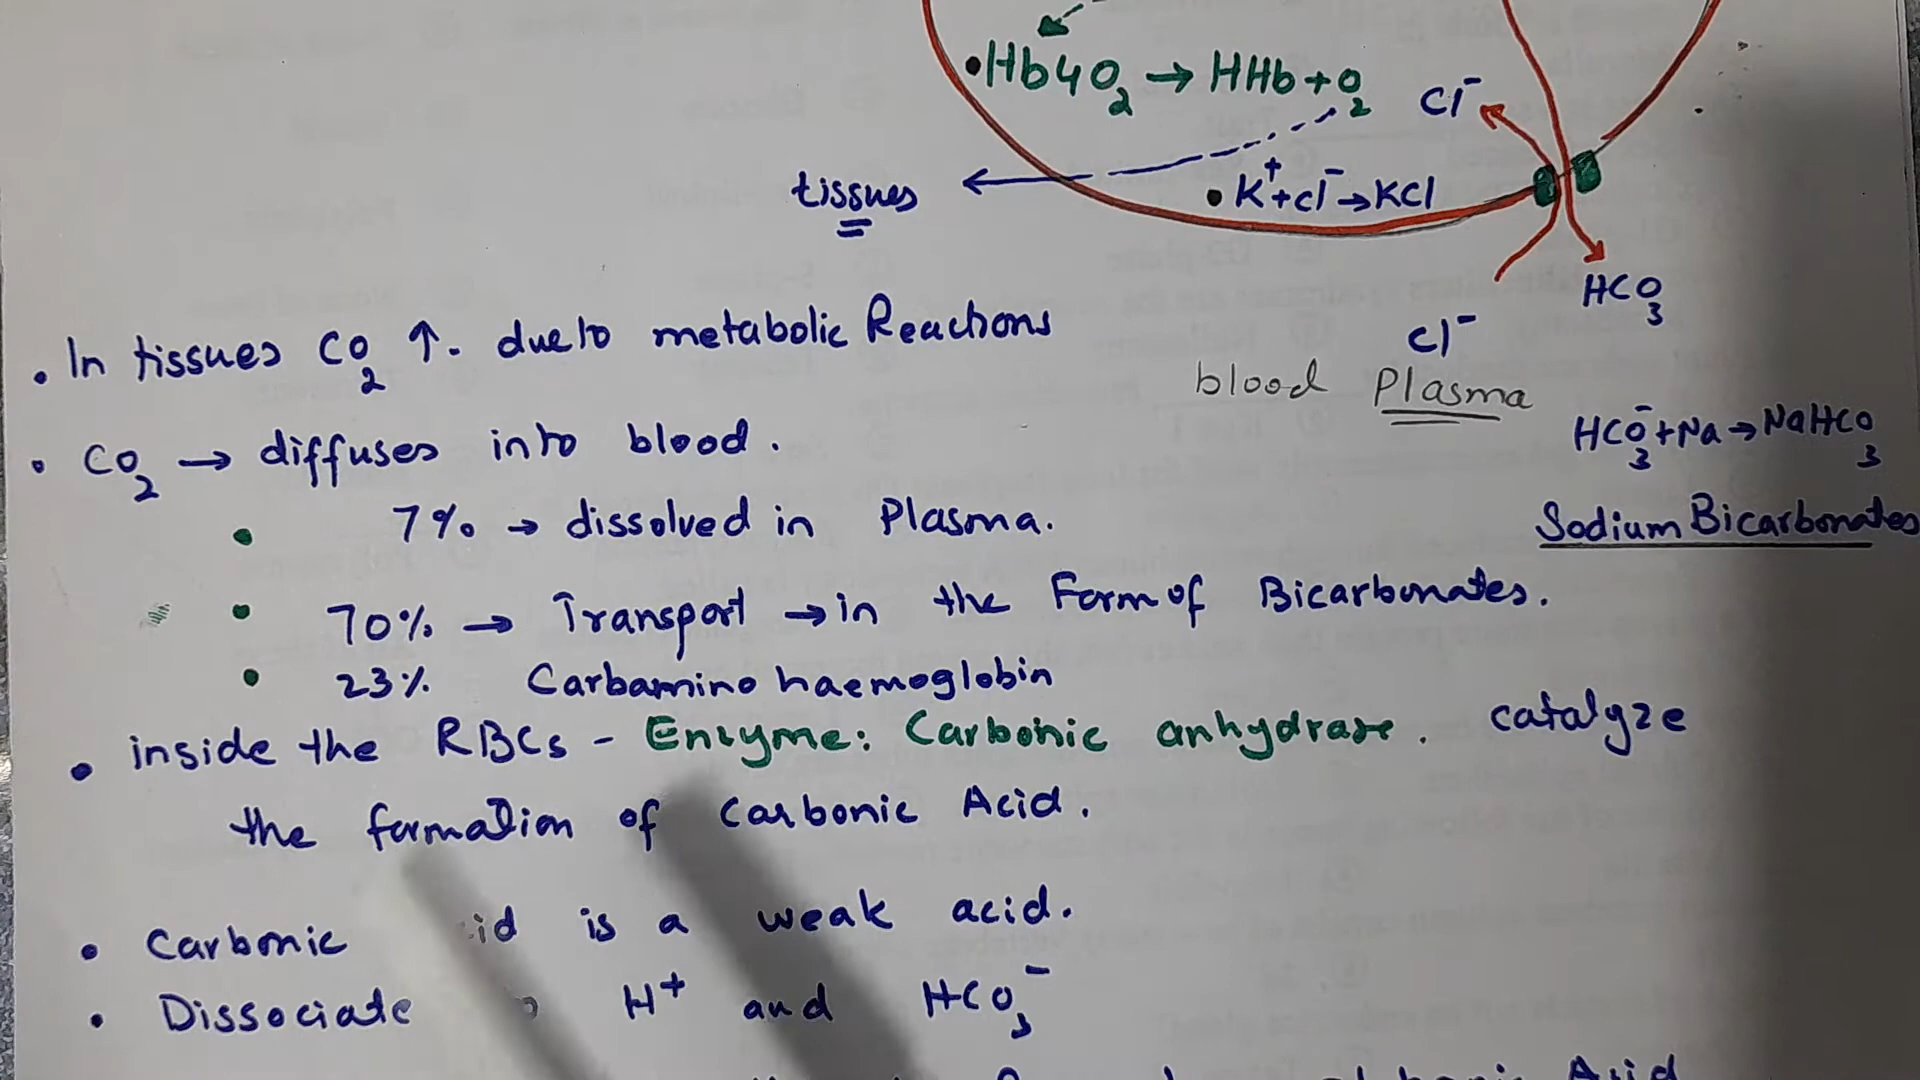 •Hb4O2 → HHb+O2
Cl⁻
tissues
• K⁺+Cl⁻→KCl
HCO3
• In tissues CO2 ↑. due to metabolic Reactions
Cl⁻
blood Plasma
HCO3⁻+Na→NaHCO3
• CO2 → diffuses into blood.
• 7% → dissolved in Plasma.
Sodium Bicarbonates
• 70% → Transport → in the Form of Bicarbonates.
• 23% Carbamino haemoglobin
• inside the RBCs - Enzyme: Carbonic anhydrase. catalyze
the formation of Carbonic Acid.
• Carbonic is a weak acid.
• Dissociate H⁺ and HCO3⁻
Acid